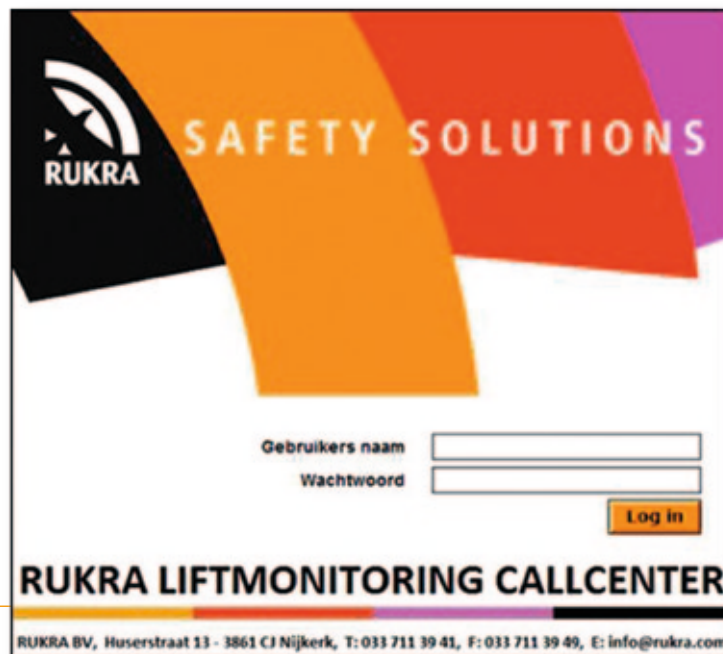 SAFETY SOLUTIONS
RUKRA
Gebruikers naam
Wachtwoord
Log in
RUKRA LIFTMONITORING CALLCENTER
RUKRA BV, Huserstraat 13 - 3861 CJ Nijkerk, T: 033 711 39 41, F: 033 711 39 49, E: info@rukra.com